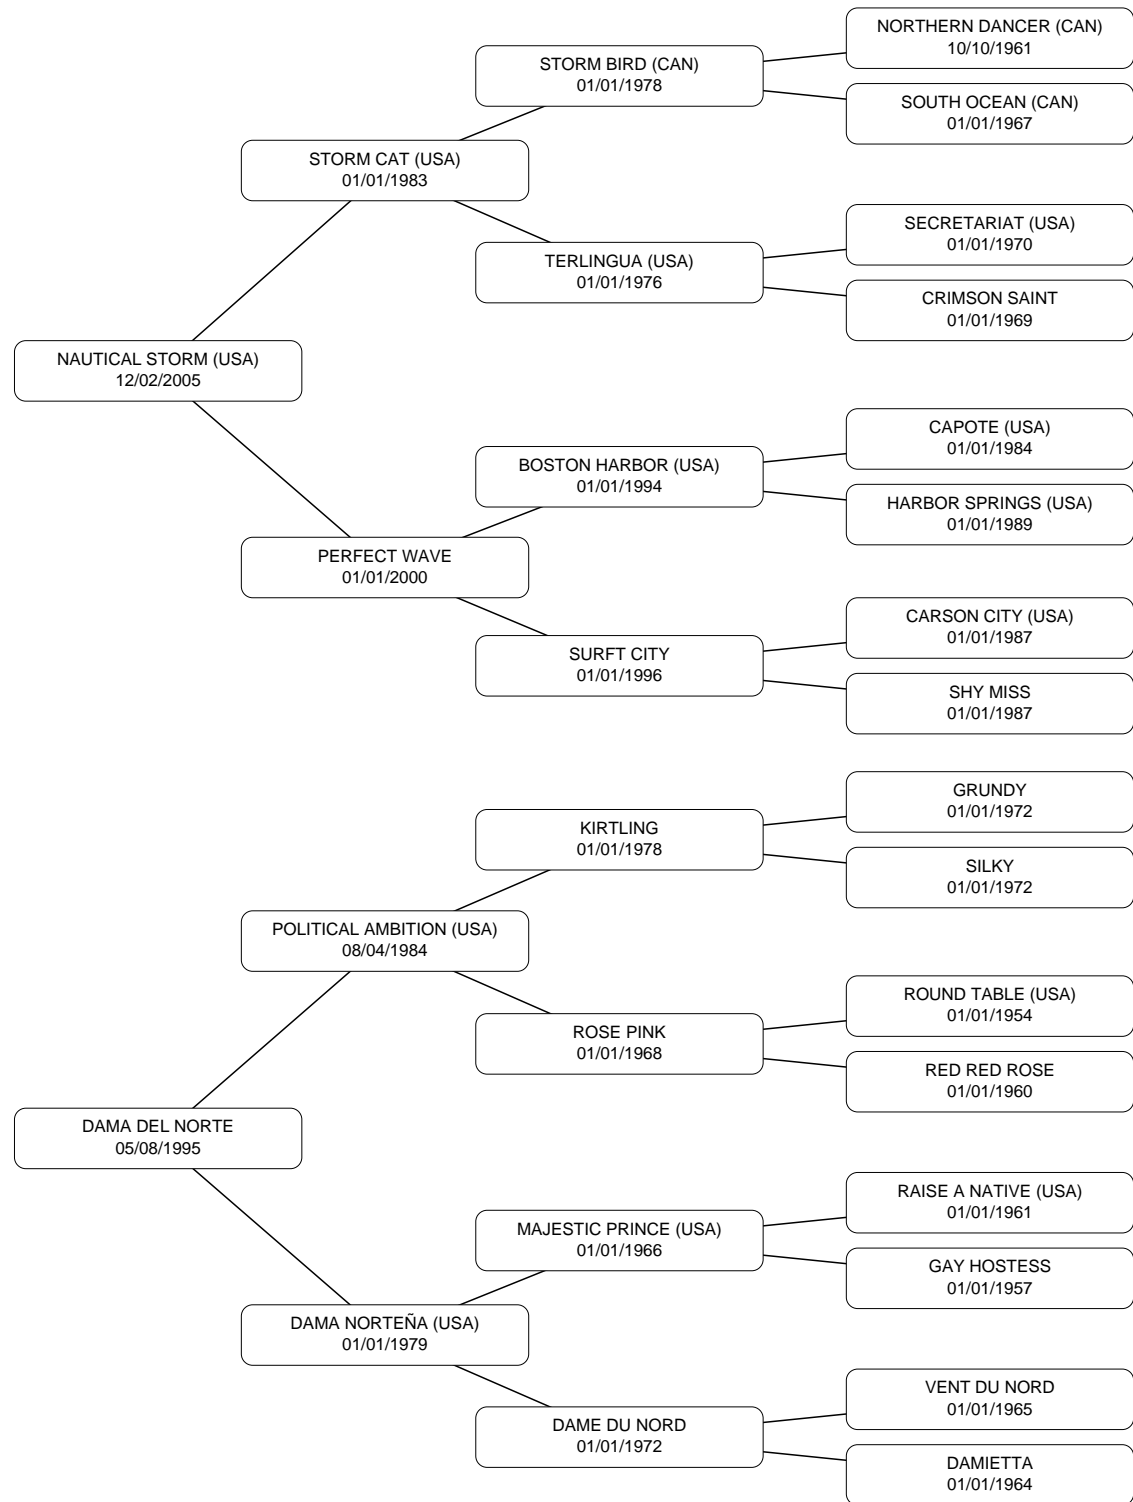 NORTHERN DANCER (CAN)
10/10/1961
STORM BIRD (CAN)
01/01/1978
SOUTH OCEAN (CAN)
01/01/1967
STORM CAT (USA)
01/01/1983
SECRETARIAT (USA)
01/01/1970
TERLINGUA (USA)
01/01/1976
CRIMSON SAINT
01/01/1969
NAUTICAL STORM (USA)
12/02/2005
CAPOTE (USA)
01/01/1984
BOSTON HARBOR (USA)
01/01/1994
HARBOR SPRINGS (USA)
01/01/1989
PERFECT WAVE
01/01/2000
CARSON CITY (USA)
01/01/1987
SURFT CITY
01/01/1996
SHY MISS
01/01/1987
GRUNDY
01/01/1972
KIRTLING
01/01/1978
SILKY
01/01/1972
POLITICAL AMBITION (USA)
08/04/1984
ROUND TABLE (USA)
01/01/1954
ROSE PINK
01/01/1968
RED RED ROSE
01/01/1960
DAMA DEL NORTE
05/08/1995
RAISE A NATIVE (USA)
01/01/1961
MAJESTIC PRINCE (USA)
01/01/1966
GAY HOSTESS
01/01/1957
DAMA NORTEÑA (USA)
01/01/1979
VENT DU NORD
01/01/1965
DAME DU NORD
01/01/1972
DAMIETTA
01/01/1964